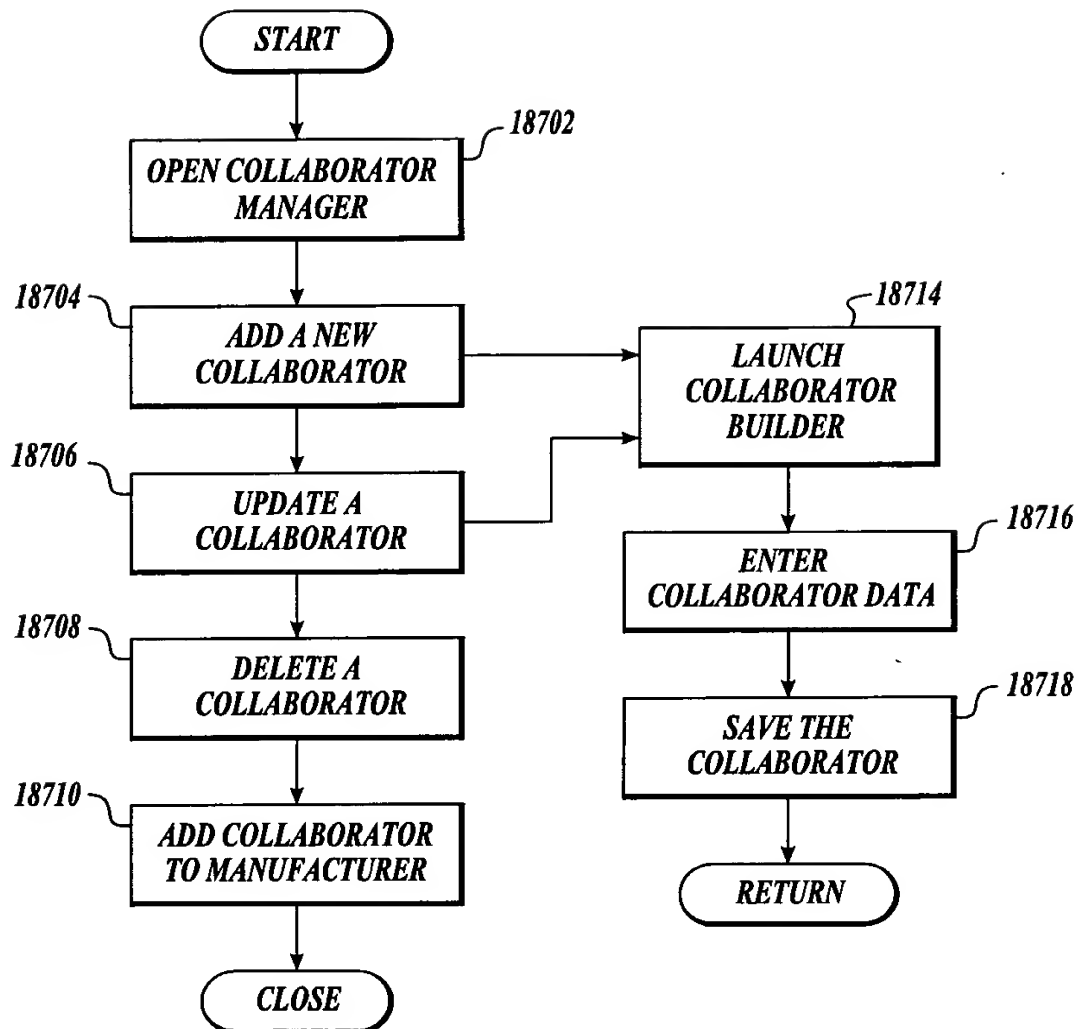 START
18702
OPEN COLLABORATOR
MANAGER
18704
ADD A NEW
COLLABORATOR
18706
UPDATE A
COLLABORATOR
18708
DELETE A
COLLABORATOR
18710
ADD COLLABORATOR
TO MANUFACTURER
CLOSE
18714
LAUNCH
COLLABORATOR
BUILDER
18716
ENTER
COLLABORATOR DATA
18718
SAVE THE
COLLABORATOR
RETURN